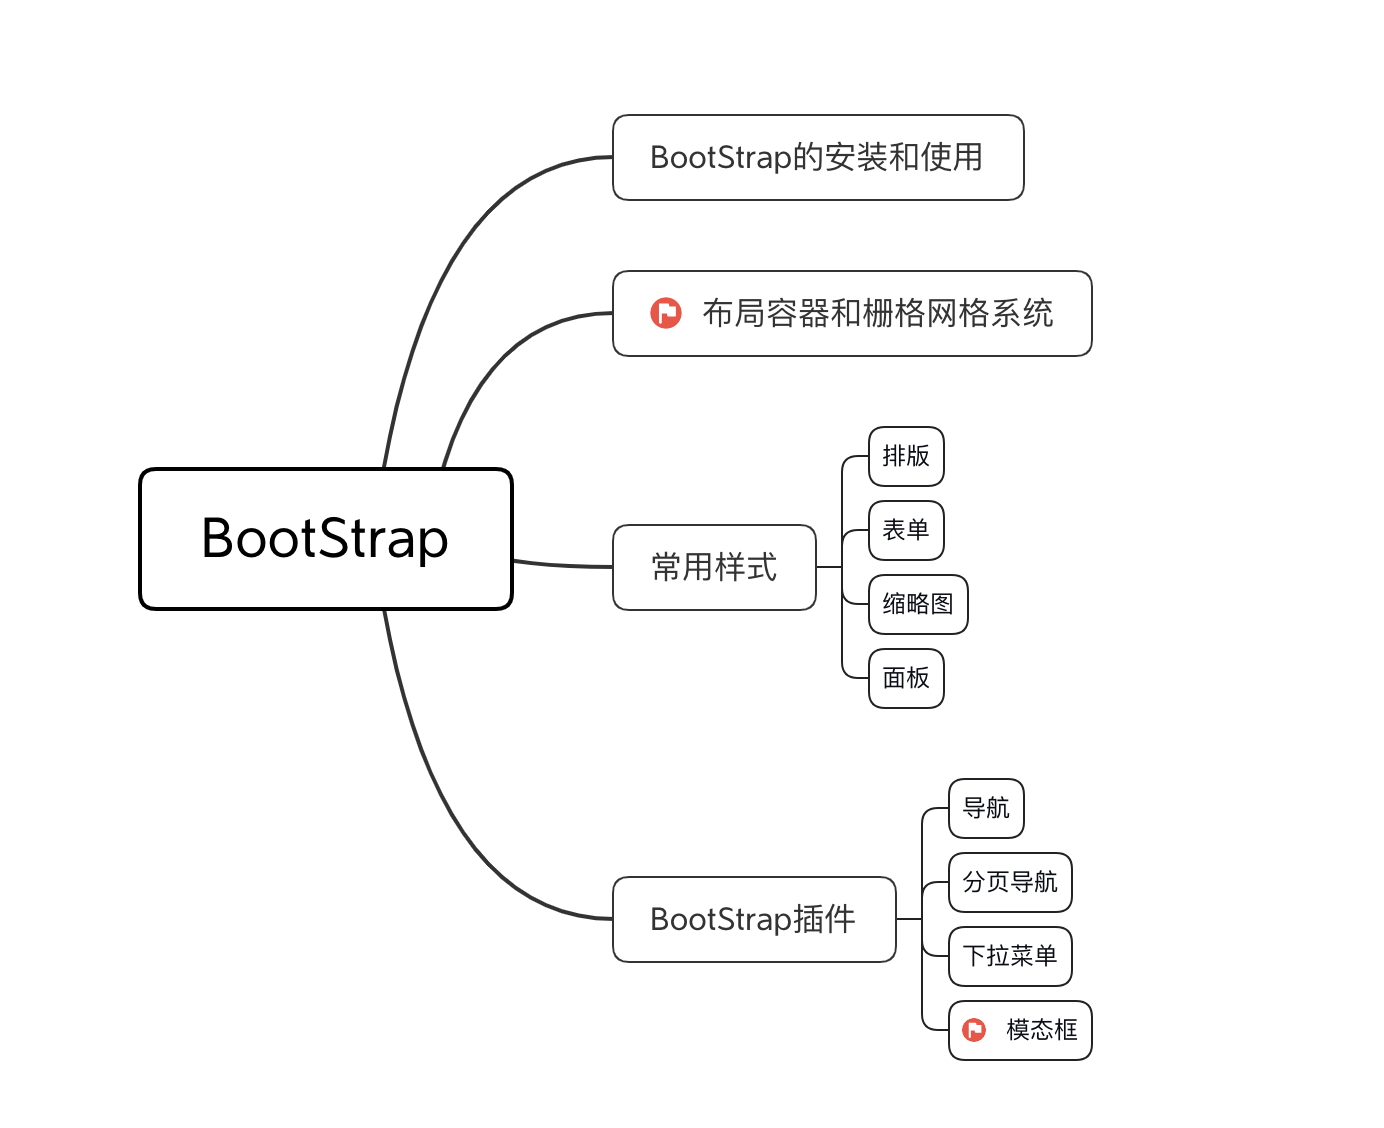 BootStrap
BootStrap的安装和使用
布局容器和栅格网格系统
常用样式
排版
表单
缩略图
面板
BootStrap插件
导航
分页导航
下拉菜单
模态框